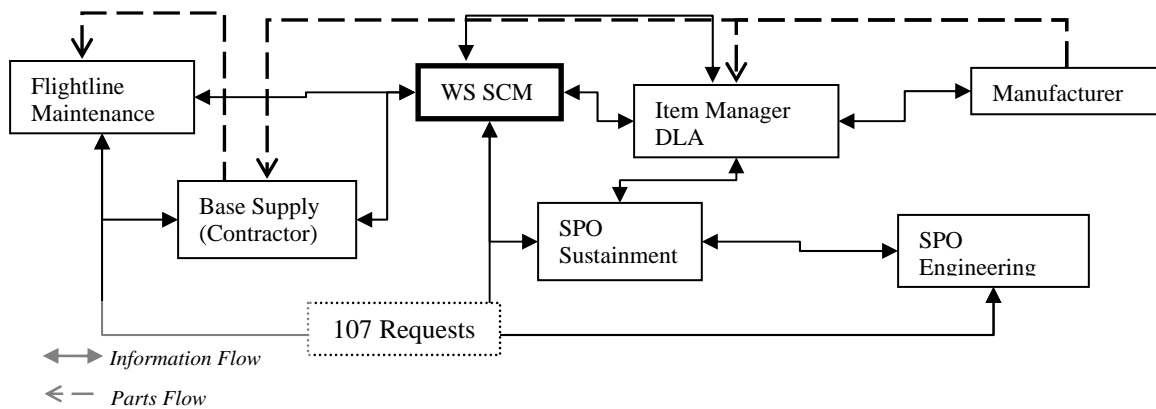 Flightline
Maintenance
WS SCM
Item Manager
DLA
Manufacturer
Base Supply
(Contractor)
SPO
Sustainment
SPO
Engineering
107 Requests
Information Flow
Parts Flow